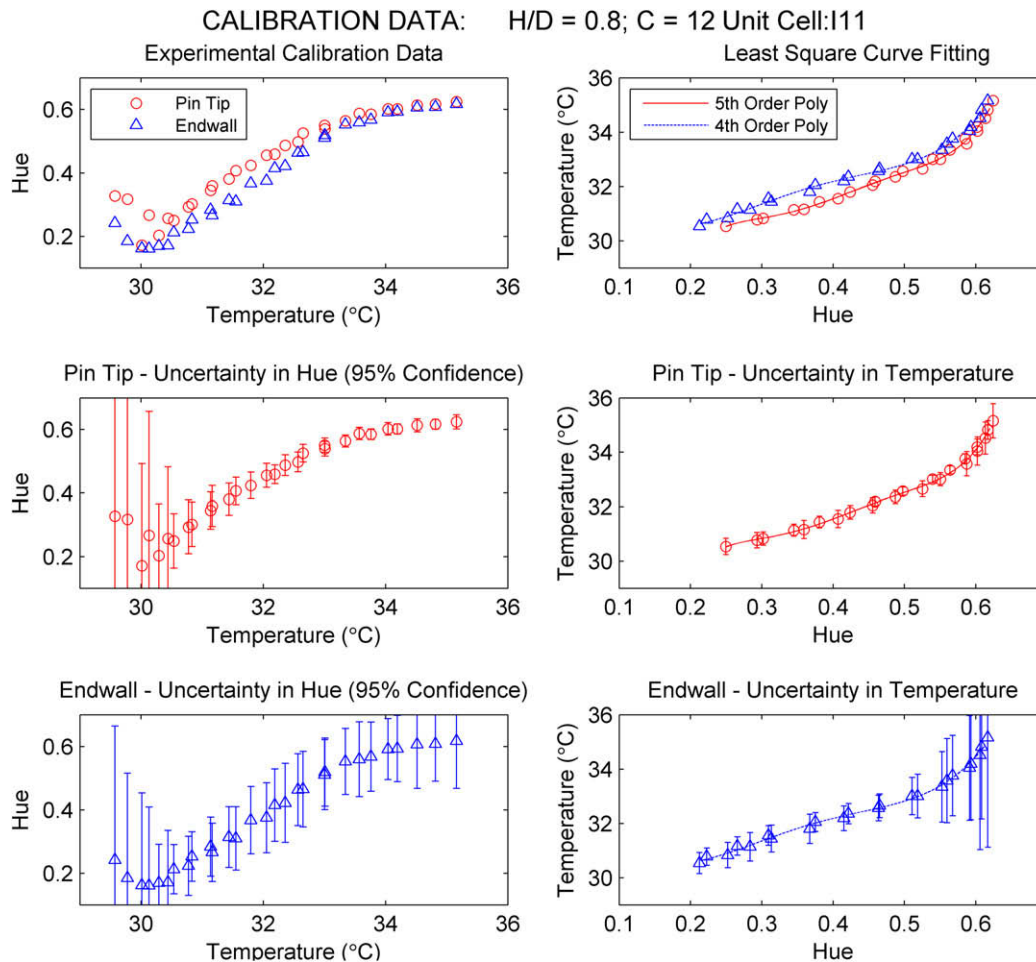 CALIBRATION DATA: H/D = 0.8; C = 12 Unit Cell:I11
Experimental Calibration Data
Pin Tip
Endwall
Hue
0.6
0.4
0.2
30 32 34 36
Temperature (°C)
Least Square Curve Fitting
5th Order Poly
4th Order Poly
Temperature (°C)
36
34
32
30
0.1 0.2 0.3 0.4 0.5 0.6
Hue
Pin Tip - Uncertainty in Hue (95% Confidence)
Hue
0.6
0.4
0.2
30 32 34 36
Temperature (°C)
Pin Tip - Uncertainty in Temperature
Temperature (°C)
36
34
32
30
0.1 0.2 0.3 0.4 0.5 0.6
Hue
Endwall - Uncertainty in Hue (95% Confidence)
Hue
0.6
0.4
0.2
30 32 34 36
Temperature (°C)
Endwall - Uncertainty in Temperature
Temperature (°C)
36
34
32
30
0.1 0.2 0.3 0.4 0.5 0.6
Hue